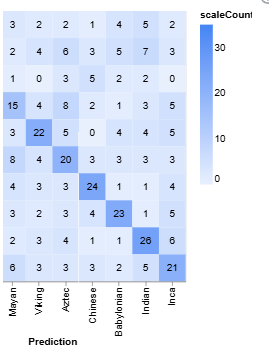 scaleCount
3 2 2 1 4 5 2
2 4 6 2 5 7 3
1 0 3 5 2 2 0
15 4 8 2 1 3 5
3 22 5 0 4 4 5
8 4 20 3 3 3 3
4 3 3 24 1 1 4
3 2 3 4 23 1 5
2 3 4 1 1 26 6
6 3 3 3 2 5 21
30
20
10
0
Mayan
Viking
Aztec
Chinese
Babylonian
Indian
Inca
Prediction